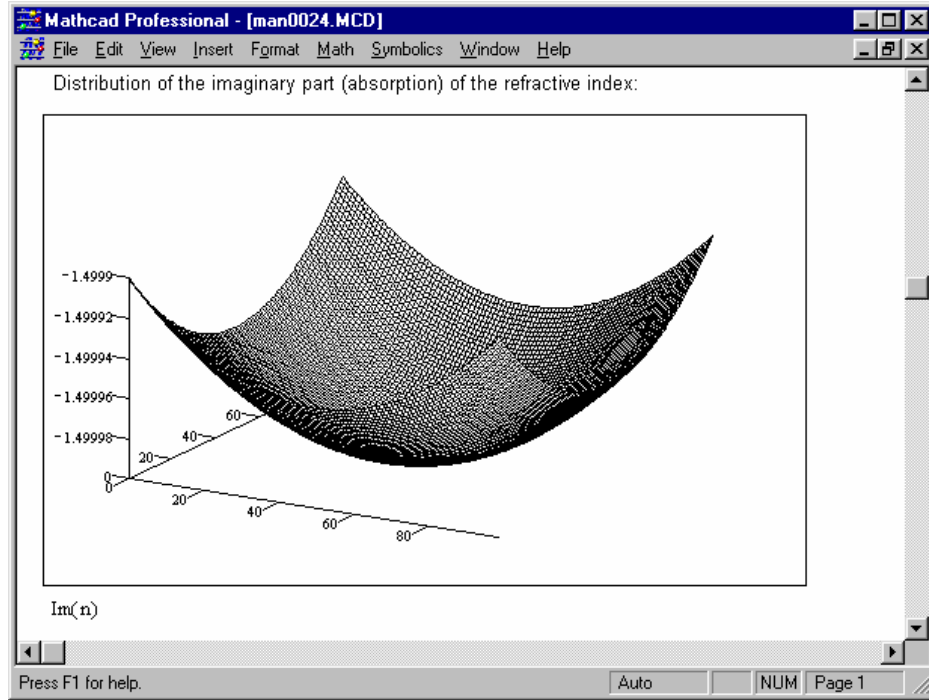 Mathcad Professional - [man0024.MCD]
File Edit View Insert Format Math Symbolics Window Help
Distribution of the imaginary part (absorption) of the refractive index:
-1.4999
-1.49992
-1.49994
-1.49996
-1.49998
0
0
20
40
60
20
40
60
80
Im(n)
Press F1 for help. Auto NUM Page 1